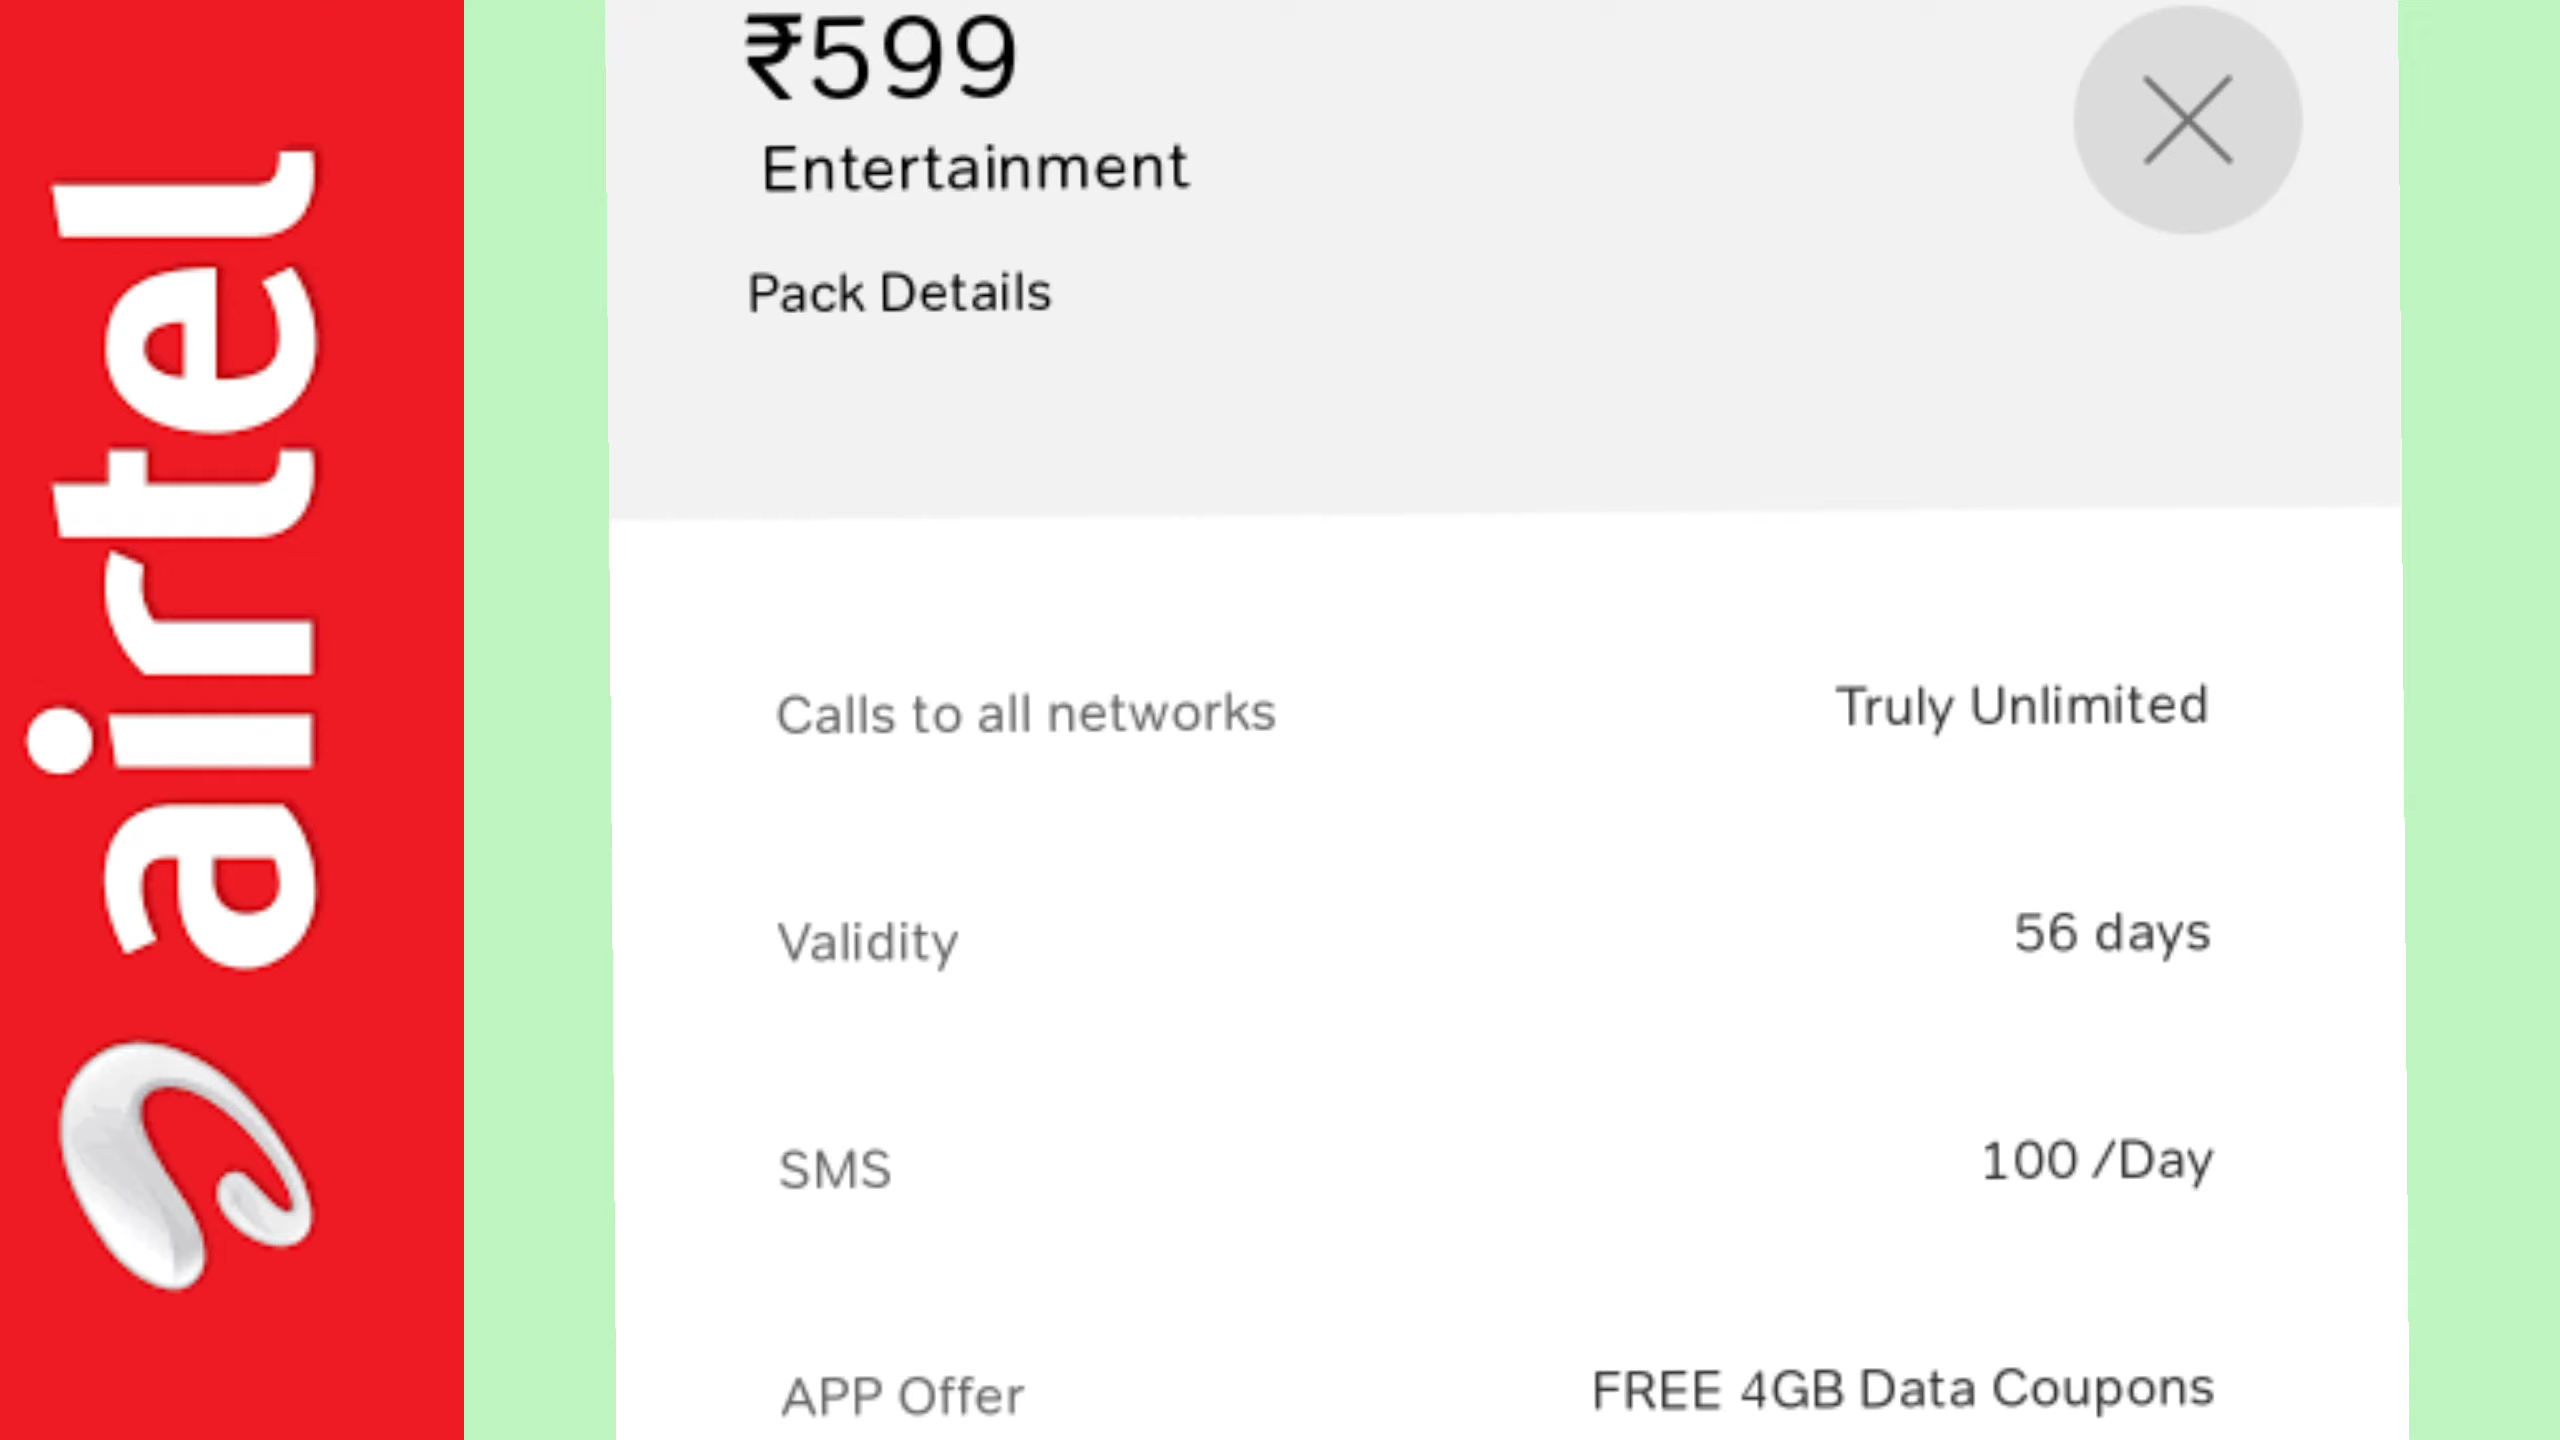 airtel
₹599
Entertainment
Pack Details
Calls to all networks Truly Unlimited
Validity 56 days
SMS 100 /Day
APP Offer FREE 4GB Data Coupons